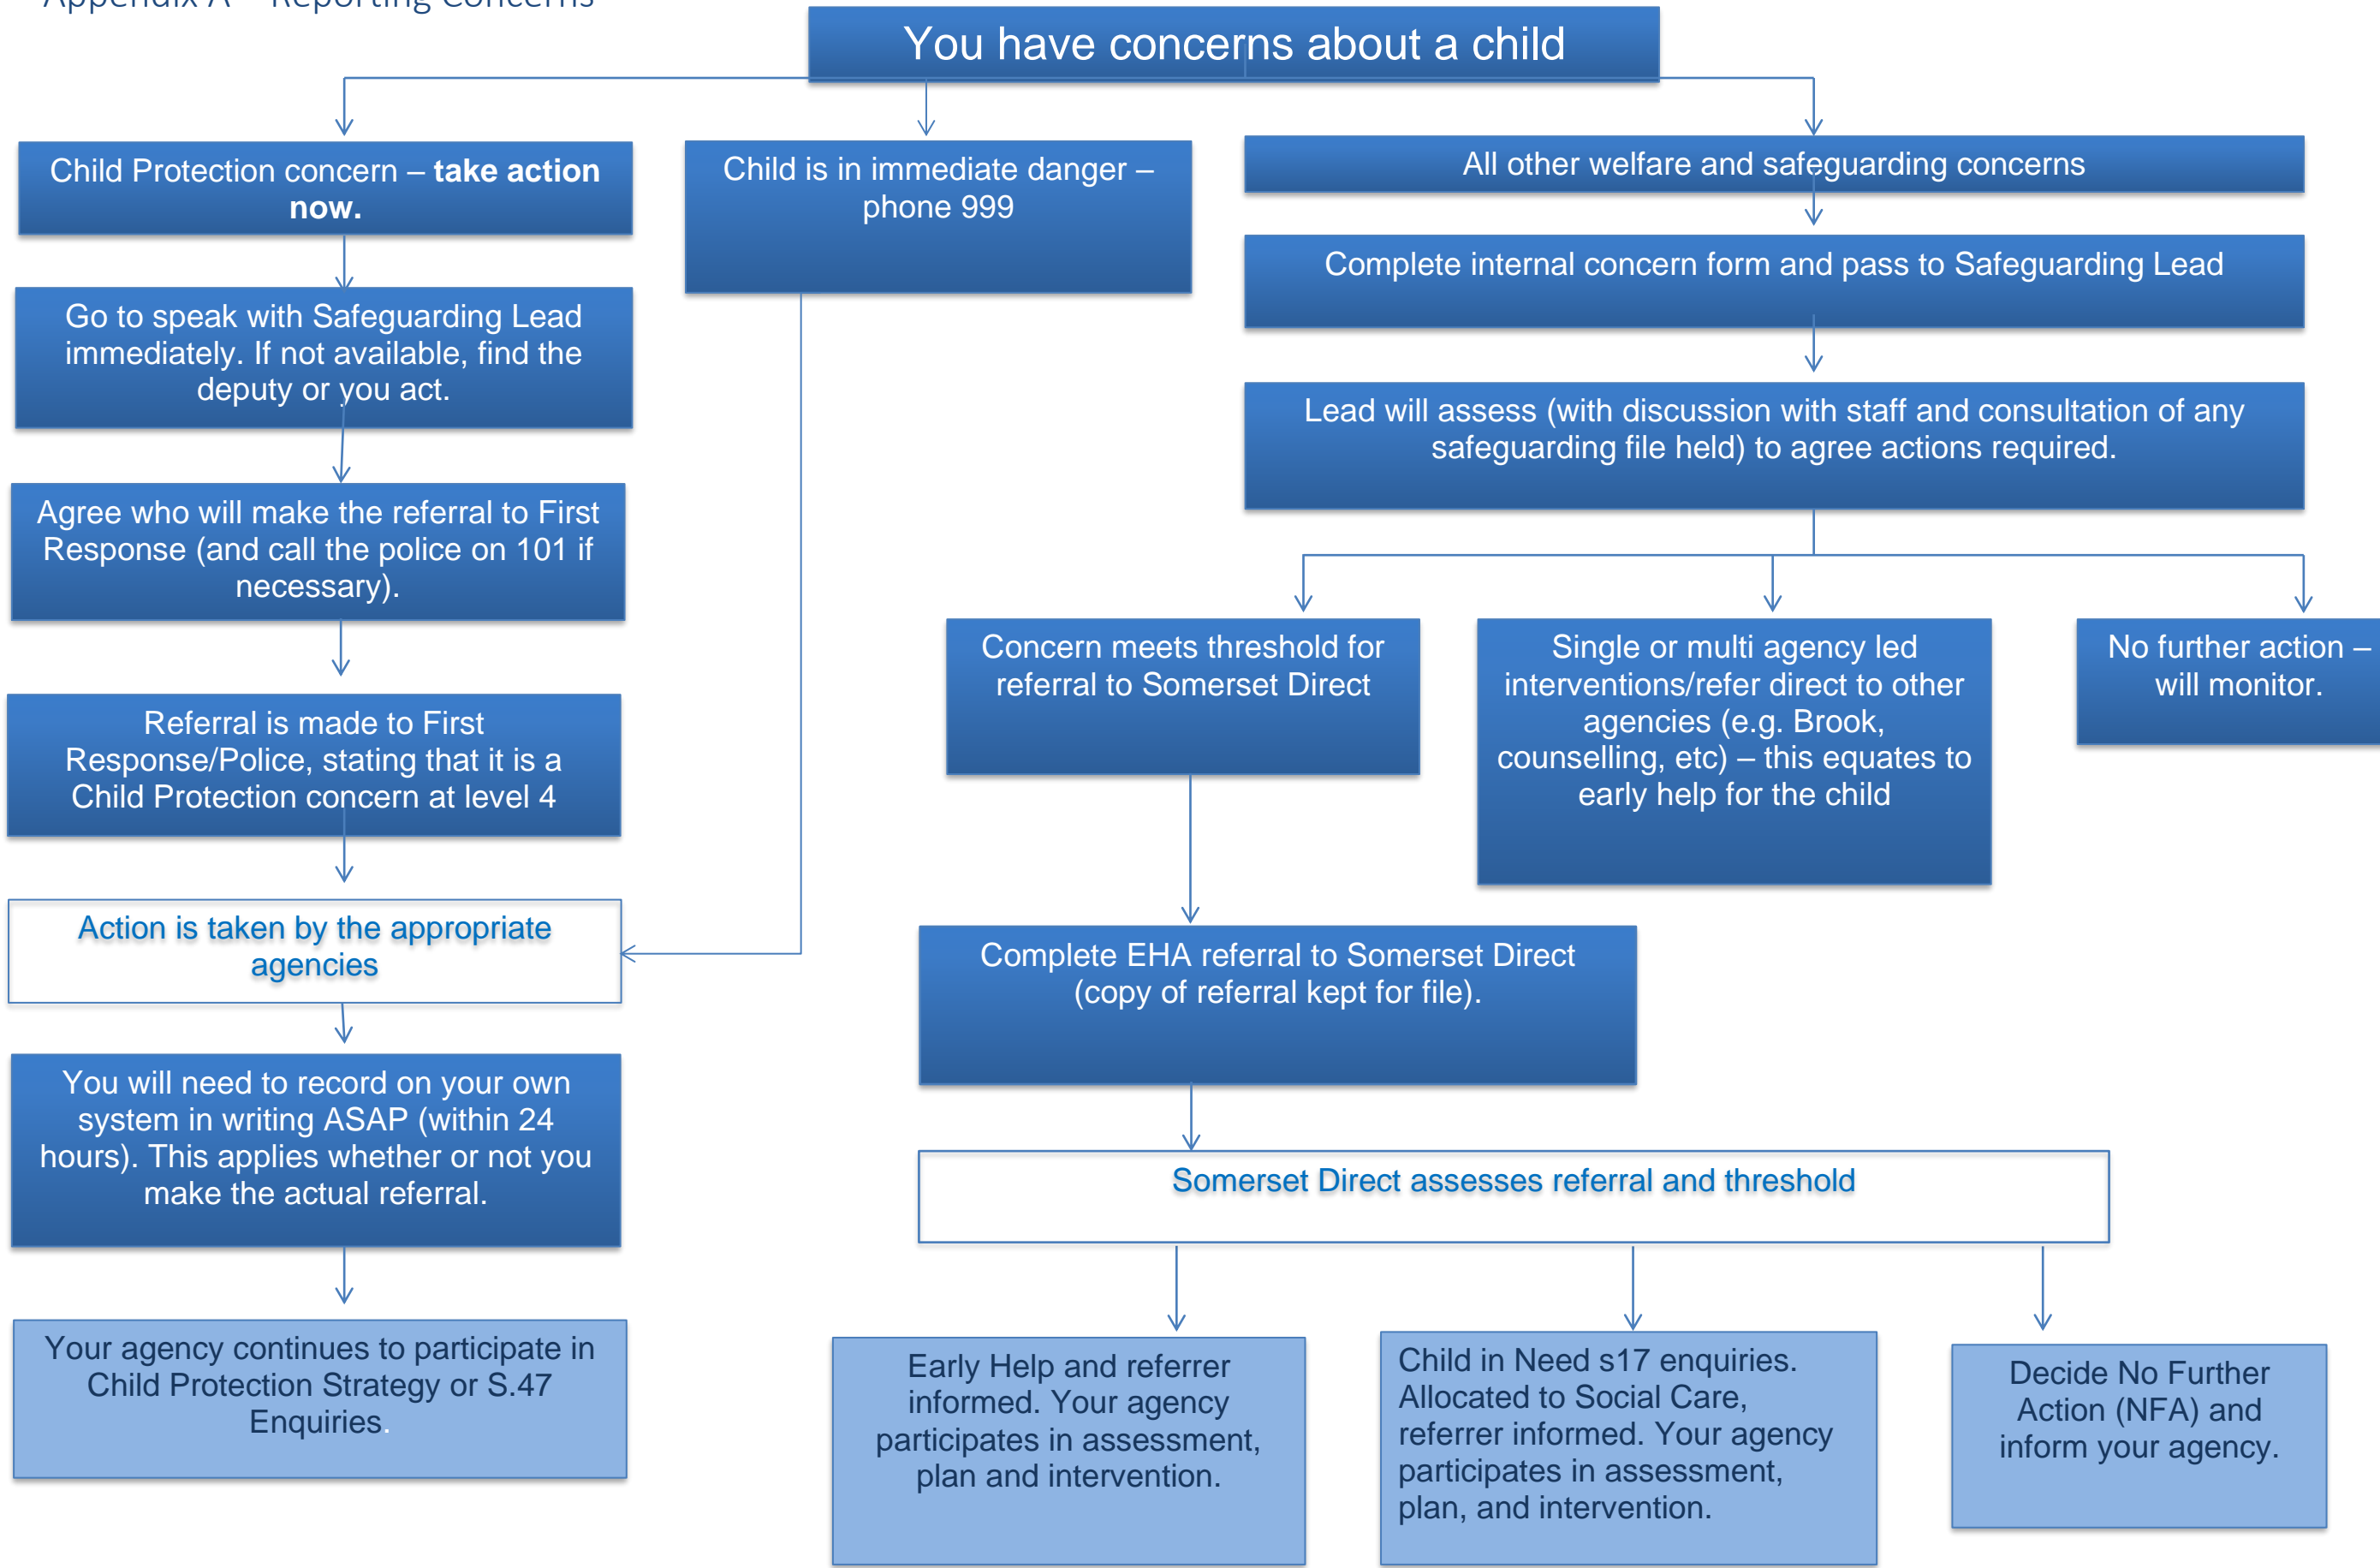 Appendix A – Reporting Concerns
You have concerns about a child
Child Protection concern – take action
now.
Go to speak with Safeguarding Lead
immediately. If not available, find the
deputy or you act.
Agree who will make the referral to First
Response (and call the police on 101 if
necessary).
Referral is made to First
Response/Police, stating that it is a
Child Protection concern at level 4
Action is taken by the appropriate
agencies
You will need to record on your own
system in writing ASAP (within 24
hours). This applies whether or not you
make the actual referral.
Your agency continues to participate in
Child Protection Strategy or S.47
Enquiries.
Child is in immediate danger –
phone 999
All other welfare and safeguarding concerns
Complete internal concern form and pass to Safeguarding Lead
Lead will assess (with discussion with staff and consultation of any
safeguarding file held) to agree actions required.
Concern meets threshold for
referral to Somerset Direct
Single or multi agency led
interventions/refer direct to other
agencies (e.g. Brook,
counselling, etc) – this equates to
early help for the child
No further action –
will monitor.
Complete EHA referral to Somerset Direct
(copy of referral kept for file).
Somerset Direct assesses referral and threshold
Early Help and referrer
informed. Your agency
participates in assessment,
plan and intervention.
Child in Need s17 enquiries.
Allocated to Social Care,
referrer informed. Your agency
participates in assessment,
plan, and intervention.
Decide No Further
Action (NFA) and
inform your agency.